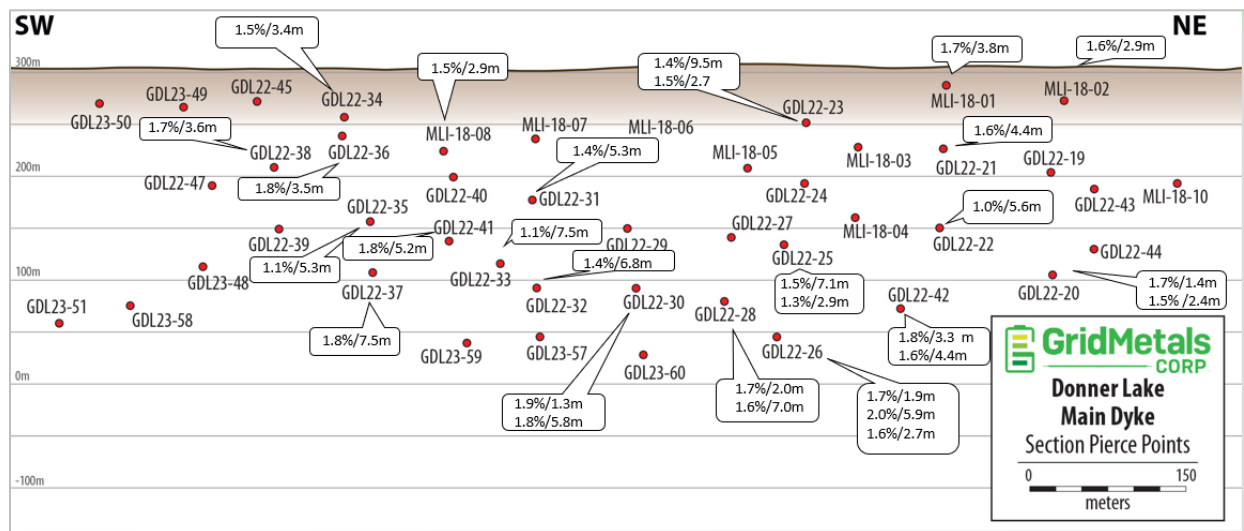 SW
NE
1.5%/3.4m
1.7%/3.8m
1.6%/2.9m
1.5%/2.9m
1.4%/9.5m
1.5%/2.7
300m
GDL23-50
GDL23-49
GDL22-45
GDL22-34
GDL22-23
MLI-18-01
MLI-18-02
1.7%/3.6m
GDL22-38
GDL22-36
MLI-18-08
MLI-18-07
MLI-18-06
MLI-18-05
MLI-18-03
1.6%/4.4m
GDL22-21
GDL22-19
1.4%/5.3m
200m
GDL22-47
1.8%/3.5m
GDL22-40
GDL22-31
GDL22-24
GDL22-43
MLI-18-10
GDL22-35
1.0%/5.6m
GDL22-39
GDL22-41
1.8%/5.2m
1.1%/7.5m
GDL22-29
GDL22-27
MLI-18-04
GDL22-22
GDL22-44
1.1%/5.3m
1.4%/6.8m
GDL22-25
100m
GDL23-48
GDL22-37
GDL22-33
1.5%/7.1m
1.3%/2.9m
GDL22-20
1.7%/1.4m
1.5%/2.4m
GDL23-51
GDL23-58
GDL22-32
GDL22-30
GDL22-28
GDL22-42
1.8%/7.5m
1.8%/3.3 m
1.6%/4.4m
GDL23-59
GDL23-57
GDL23-60
GDL22-26
0m
1.9%/1.3m
1.8%/5.8m
1.7%/2.0m
1.6%/7.0m
1.7%/1.9m
2.0%/5.9m
1.6%/2.7m
-100m
GridMetals
CORP
Donner Lake
Main Dyke
Section Pierce Points
0 150
meters